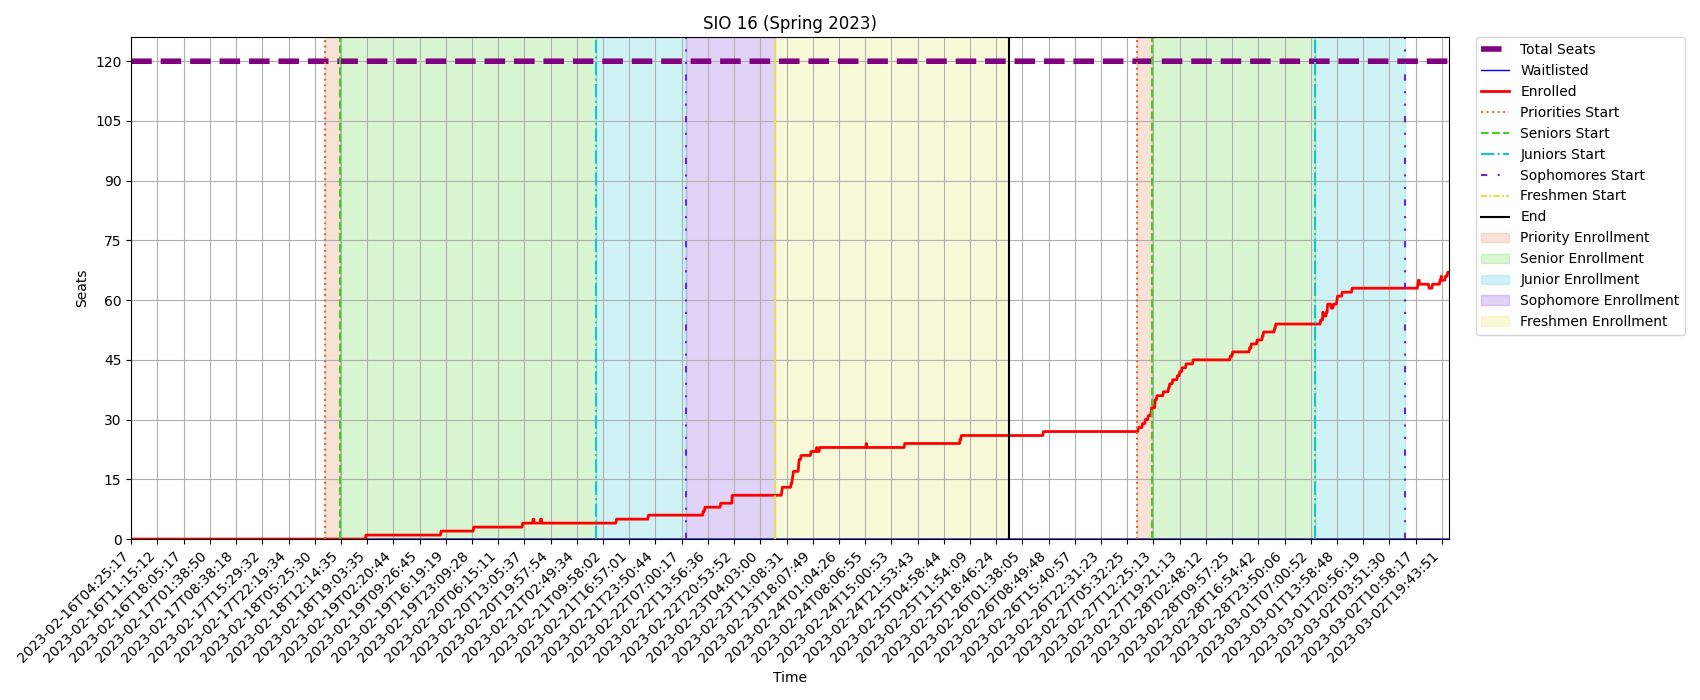 SIO 16 (Spring 2023)
Total Seats
Waitlisted
Enrolled
Priorities Start
Seniors Start
Juniors Start
Sophomores Start
Freshmen Start
End
Priority Enrollment
Senior Enrollment
Junior Enrollment
Sophomore Enrollment
Freshmen Enrollment
Seats
120
105
90
75
60
45
30
15
0
2023-02-16T04:25:17
2023-02-16T11:15:12
2023-02-16T18:05:17
2023-02-17T01:38:50
2023-02-17T08:38:18
2023-02-17T15:29:32
2023-02-17T22:19:34
2023-02-18T05:25:30
2023-02-18T12:14:35
2023-02-18T19:03:35
2023-02-19T02:20:44
2023-02-19T09:26:45
2023-02-19T16:19:19
2023-02-19T23:09:28
2023-02-20T06:15:11
2023-02-20T13:05:37
2023-02-20T19:57:54
2023-02-21T02:49:34
2023-02-21T09:58:02
2023-02-21T16:57:01
2023-02-21T23:50:44
2023-02-22T07:00:17
2023-02-22T13:56:36
2023-02-22T20:53:52
2023-02-23T04:03:00
2023-02-23T11:08:31
2023-02-23T18:07:49
2023-02-24T01:04:26
2023-02-24T08:06:55
2023-02-24T15:00:53
2023-02-24T21:53:43
2023-02-25T04:58:44
2023-02-25T11:54:09
2023-02-25T18:46:24
2023-02-26T01:38:05
2023-02-26T08:49:48
2023-02-26T15:40:57
2023-02-26T22:31:23
2023-02-27T05:32:25
2023-02-27T12:25:13
2023-02-27T19:21:13
2023-02-28T02:48:12
2023-02-28T09:57:25
2023-02-28T16:54:42
2023-02-28T23:50:06
2023-03-01T07:00:52
2023-03-01T13:58:48
2023-03-01T20:56:19
2023-03-02T03:51:30
2023-03-02T10:58:17
2023-03-02T19:43:51
Time